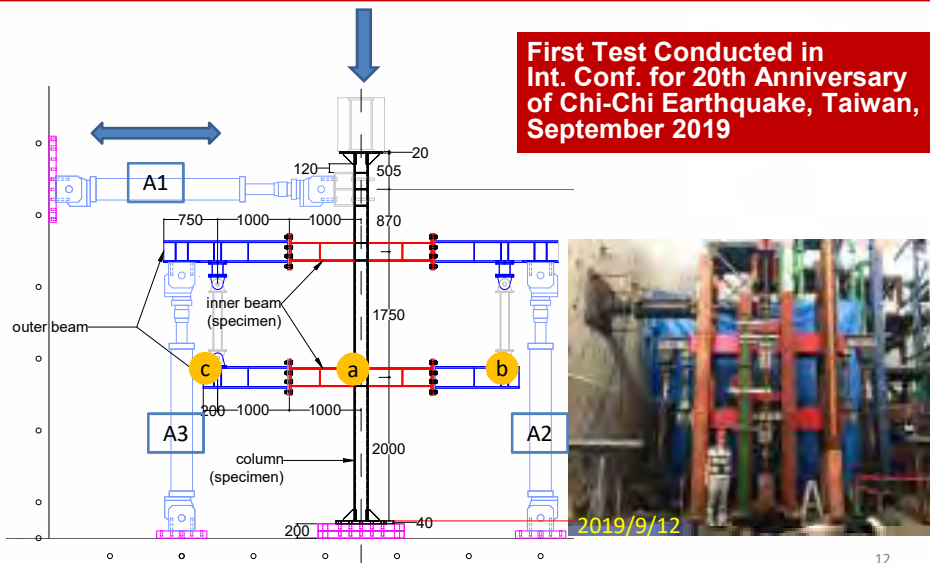 First Test Conducted in
Int. Conf. for 20th Anniversary
of Chi-Chi Earthquake, Taiwan,
September 2019
20
120
505
A1
750
1000
1000
870
inner beam
(specimen)
1750
outer beam
c
a
b
200
1000
1000
A3
A2
column
(specimen)
2000
200
40
2019/9/12
12